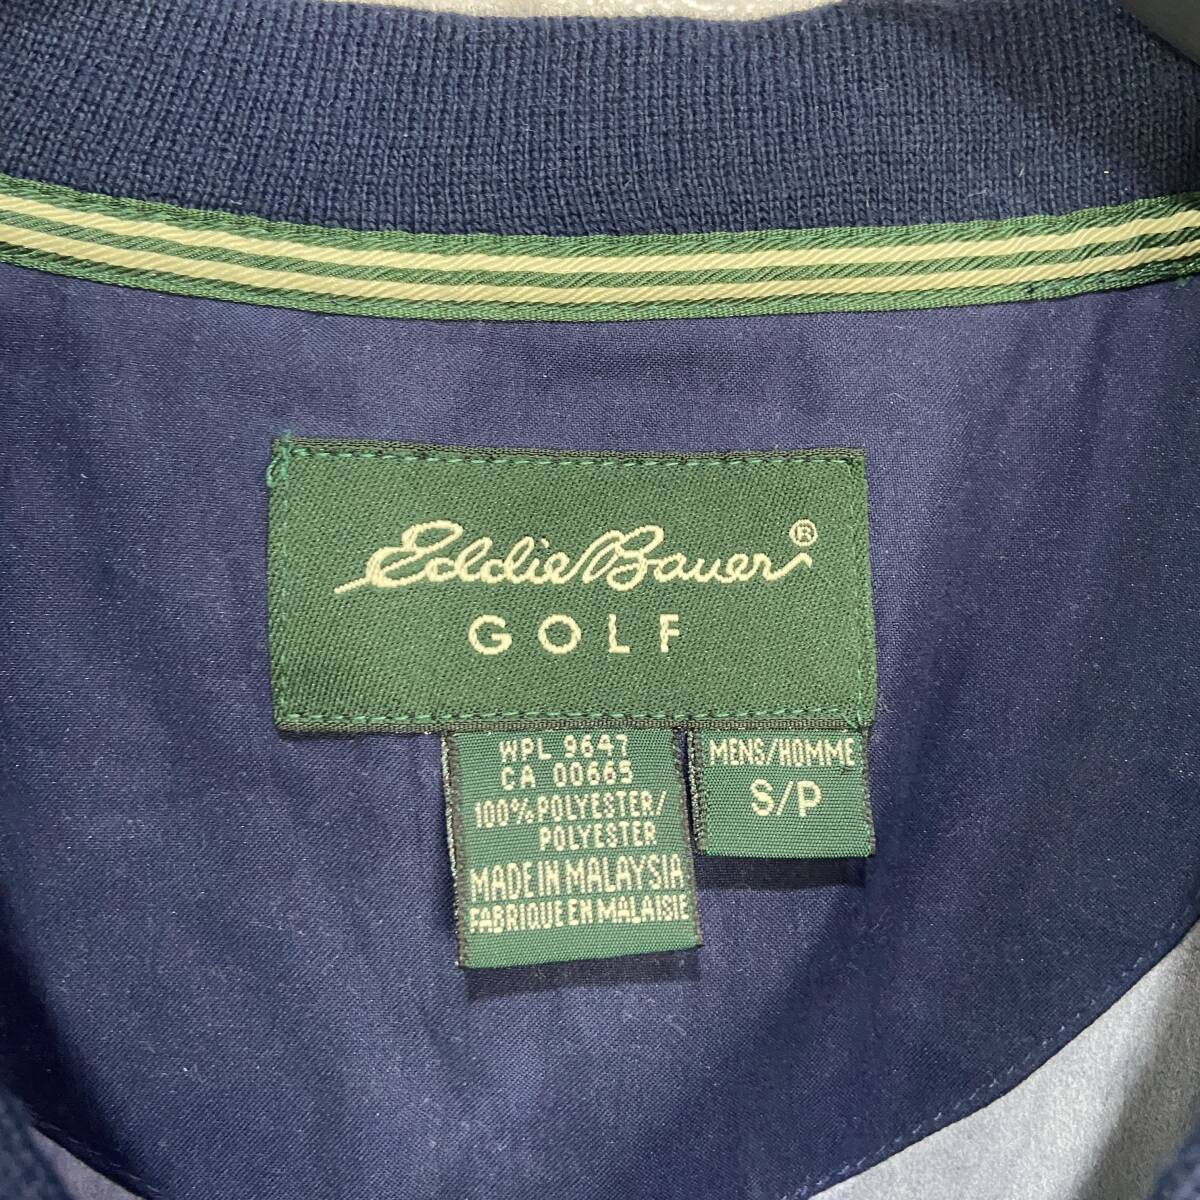 Eddie Bauer®
GOLF
WPL 9647
CA 00665
100% POLYESTER/
POLYESTER
MADE IN MALAYSIA
FABRIQUE EN MALAISIE
MENS/HOMME
S/P